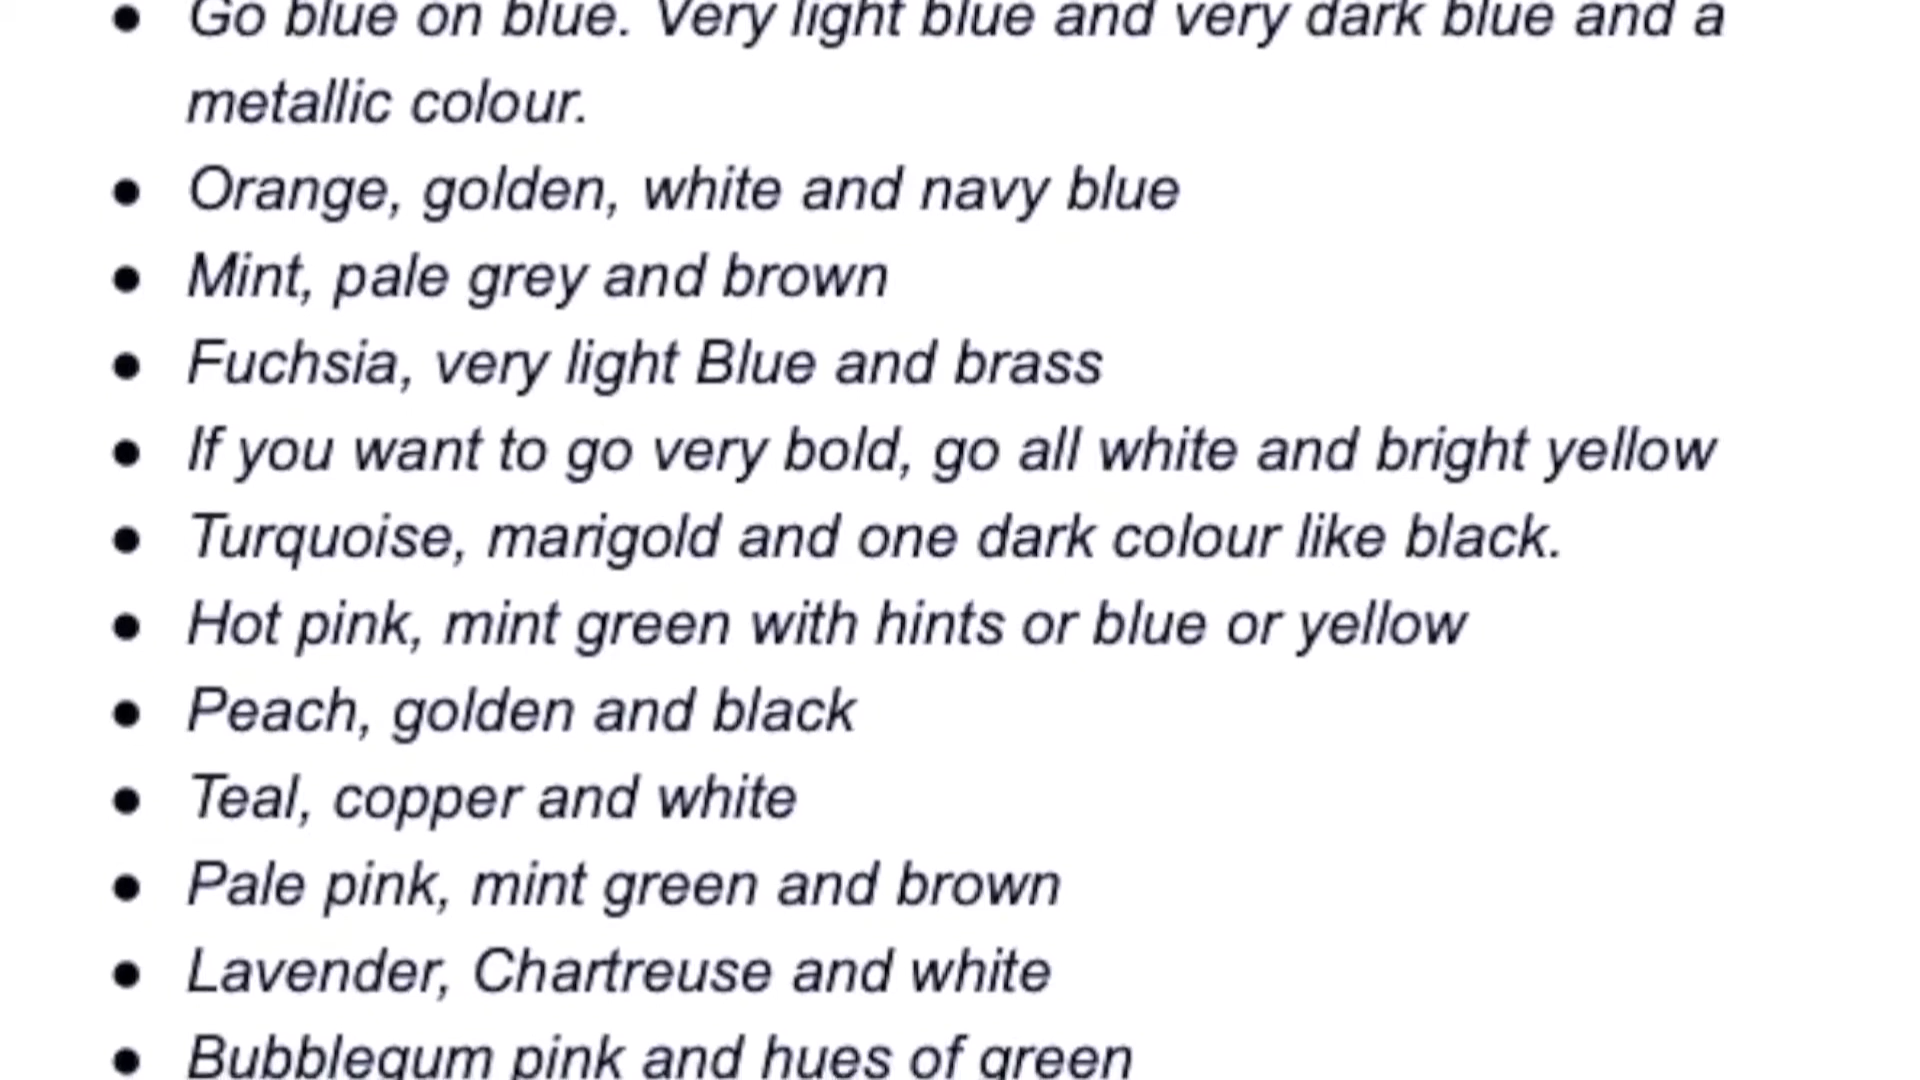 • Go blue on blue. Very light blue and very dark blue and a
metallic colour.
• Orange, golden, white and navy blue
• Mint, pale grey and brown
• Fuchsia, very light Blue and brass
• If you want to go very bold, go all white and bright yellow
• Turquoise, marigold and one dark colour like black.
• Hot pink, mint green with hints or blue or yellow
• Peach, golden and black
• Teal, copper and white
• Pale pink, mint green and brown
• Lavender, Chartreuse and white
• Bubblegum pink and hues of green